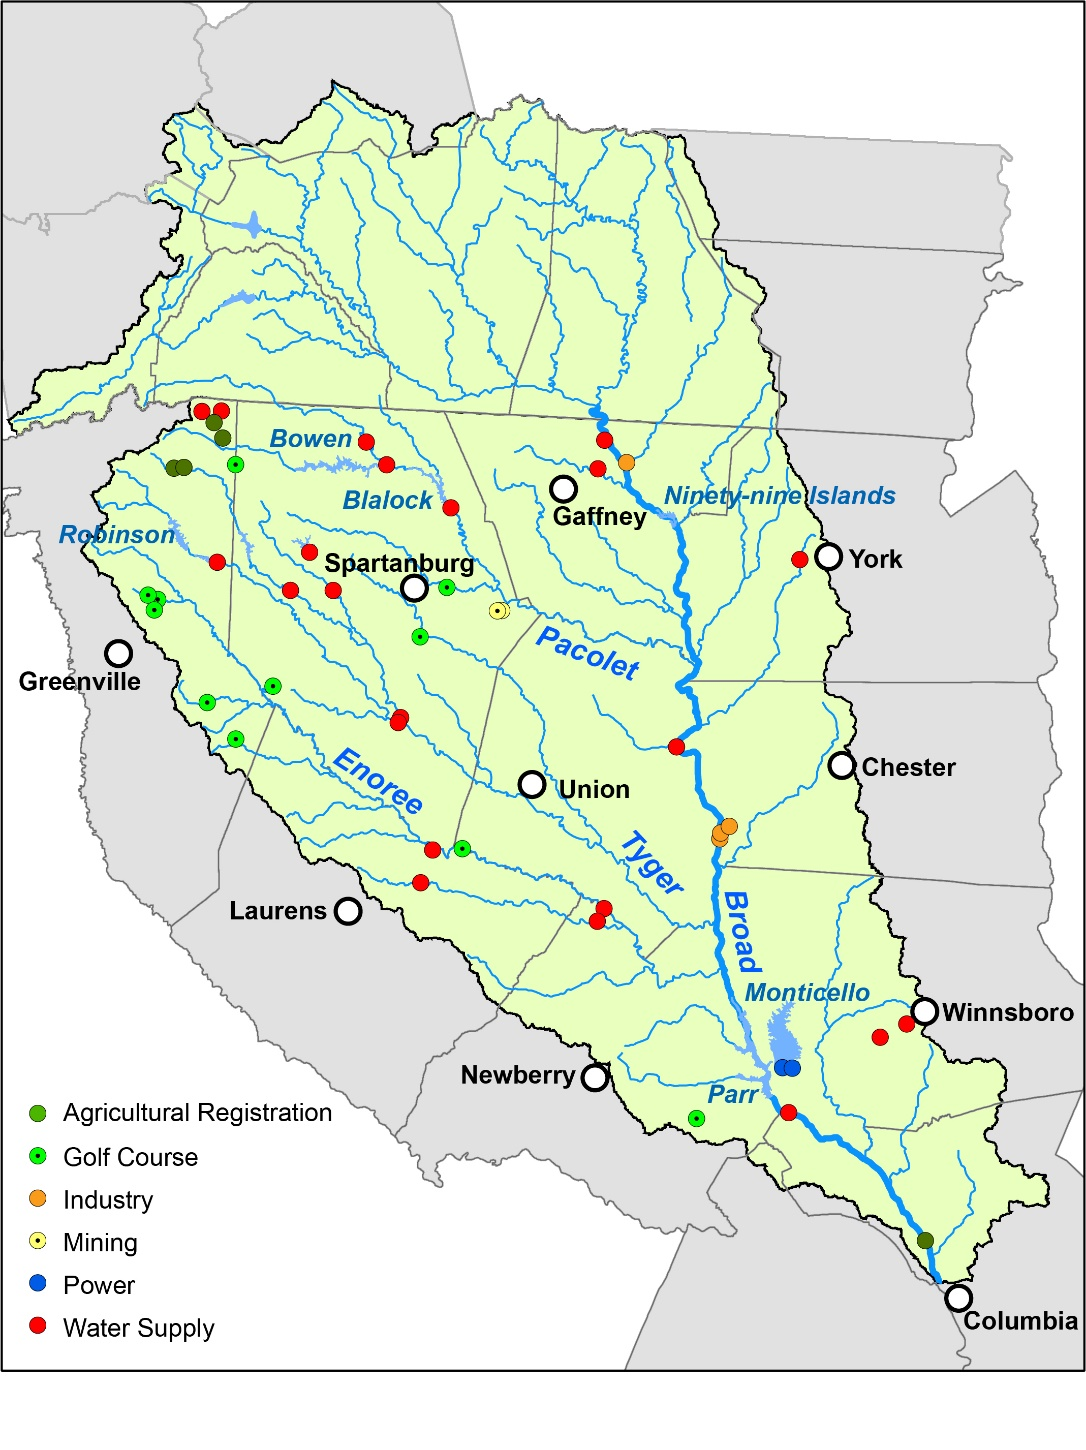 Bowen
Blalock
Ninety-nine Islands
Gaffney
Robinson
Spartanburg
York
Pacolet
Greenville
Enoree
Union
Chester
Tyger
Laurens
Broad
Monticello
Winnsboro
Newberry
Parr
Agricultural Registration
Golf Course
Industry
Mining
Power
Water Supply
Columbia